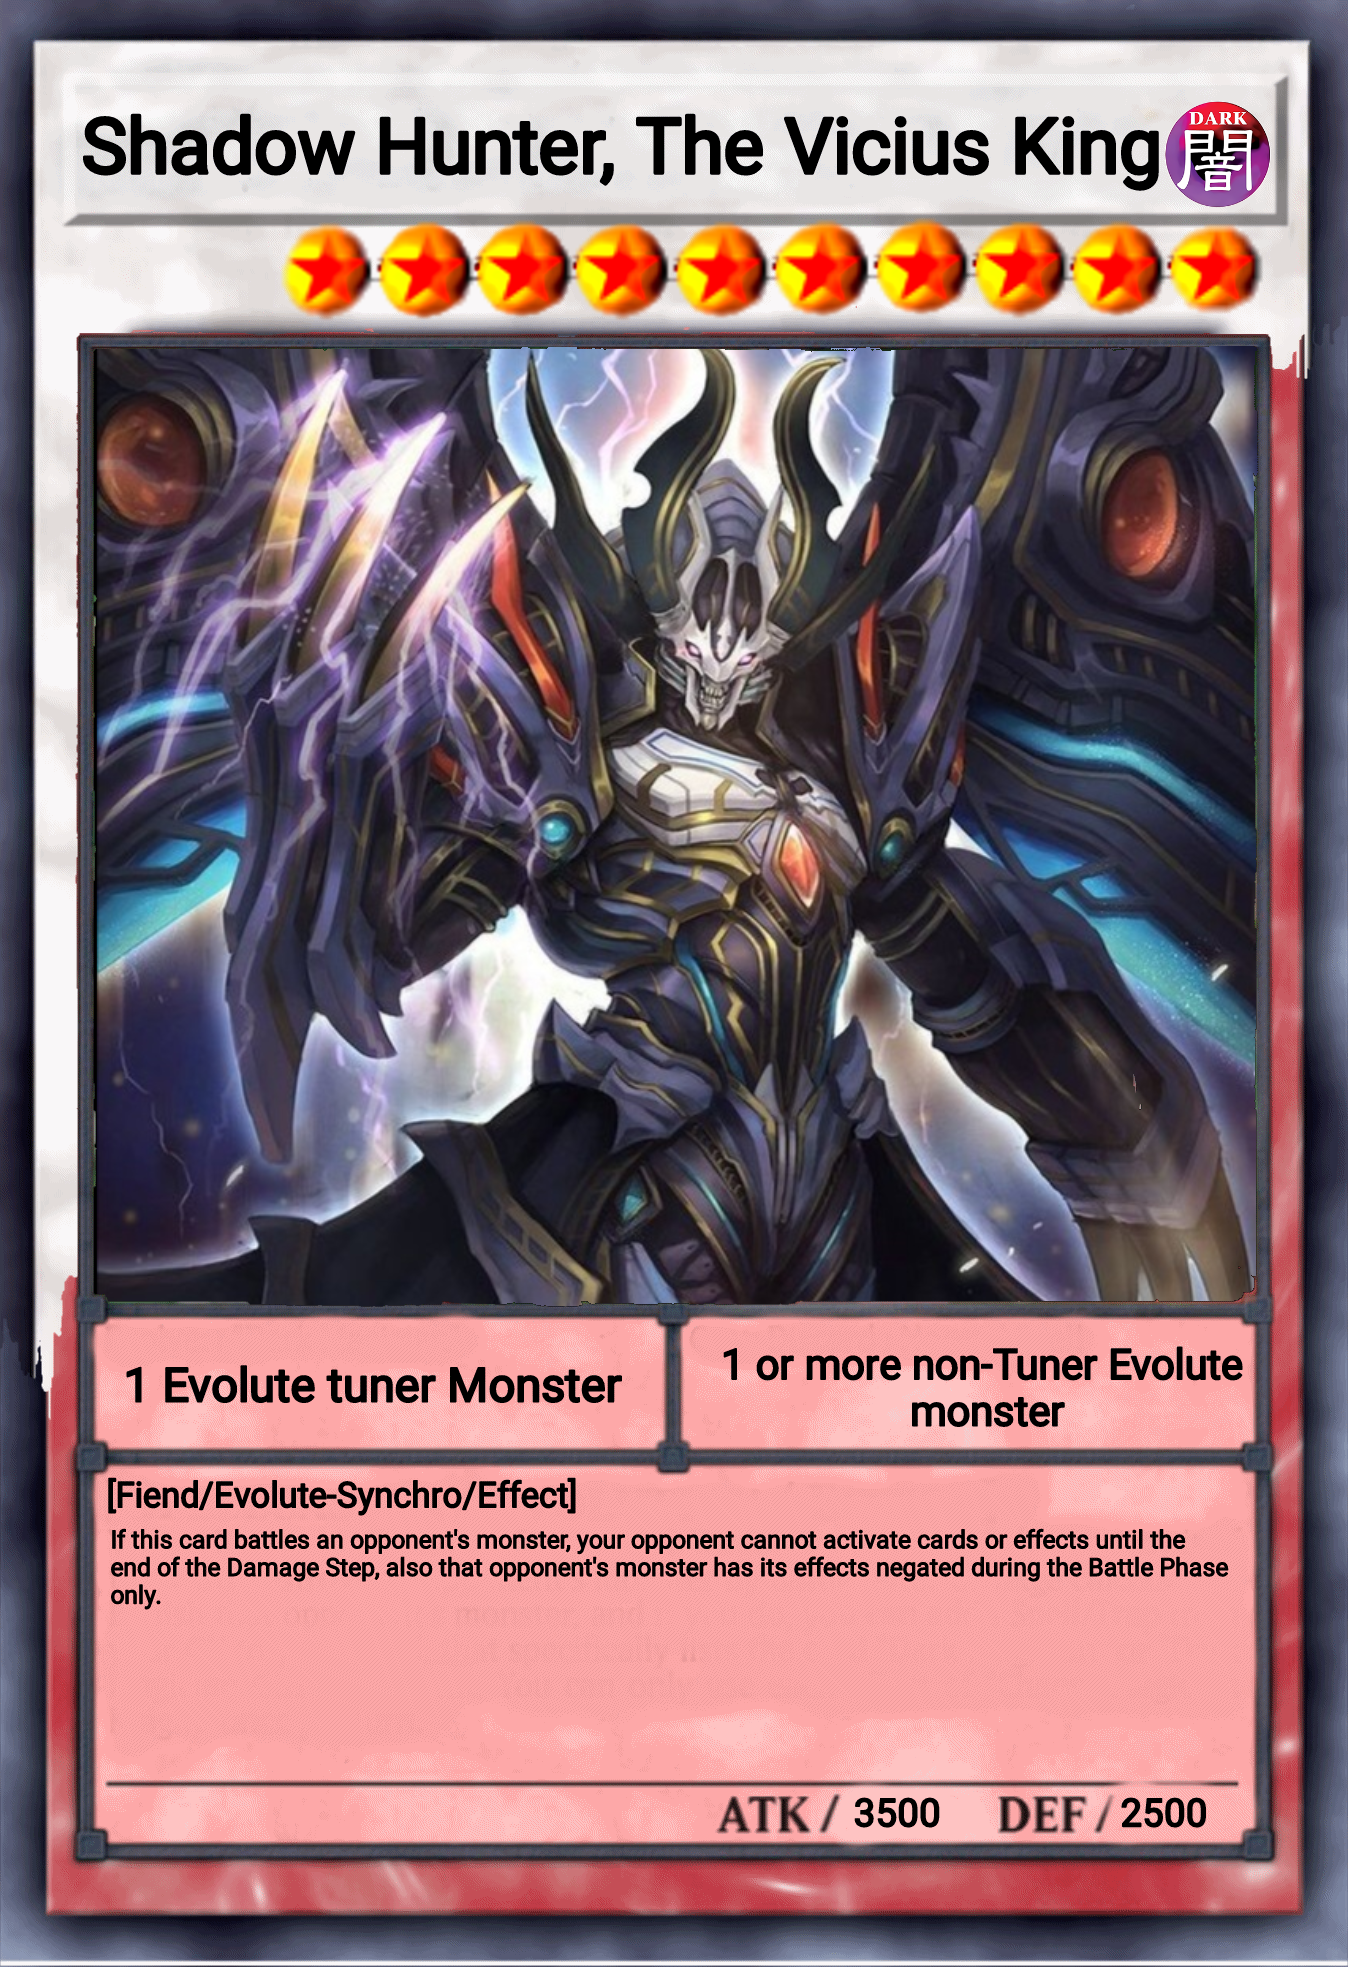 Shadow Hunter, The Vicius King
DARK
闇
1 Evolute tuner Monster
1 or more non-Tuner Evolute
monster
[Fiend/Evolute-Synchro/Effect]
If this card battles an opponent's monster, your opponent cannot activate cards or effects until the
end of the Damage Step, also that opponent's monster has its effects negated during the Battle Phase
only.
ATK / 3500 DEF / 2500